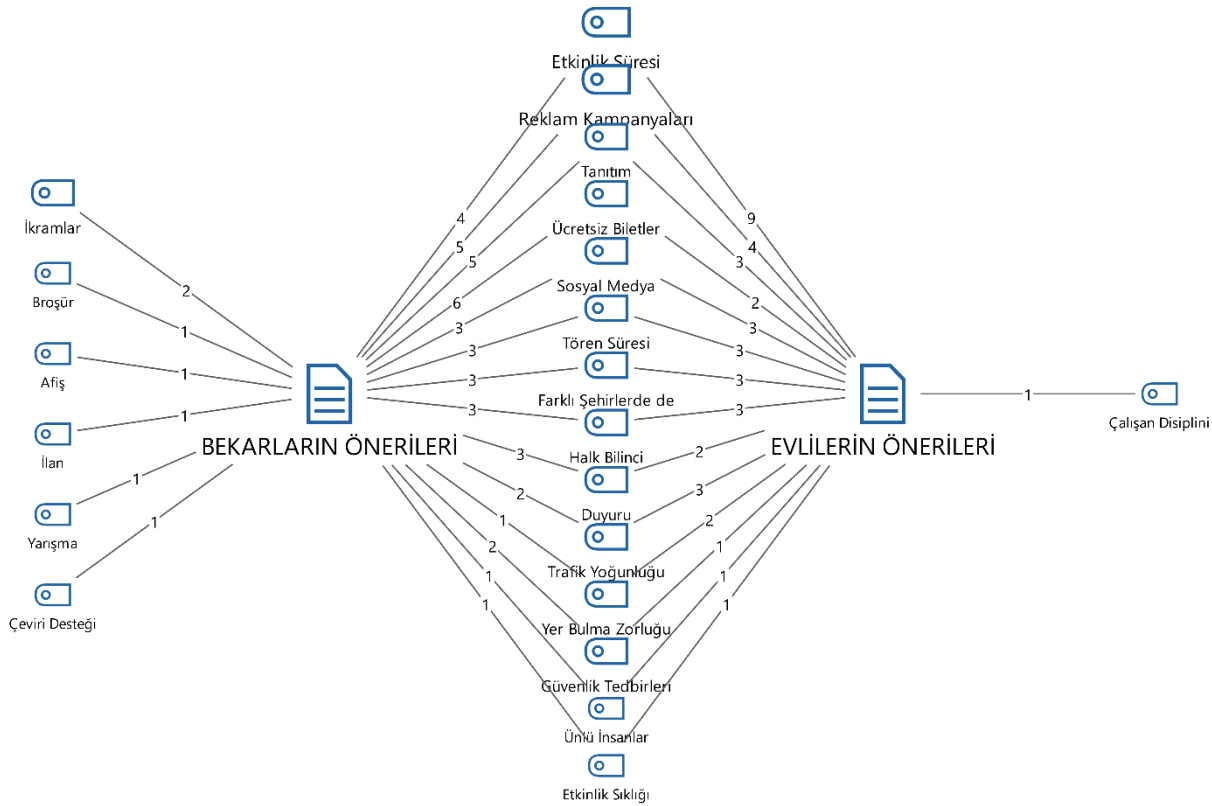 Etkinlik Süresi
Reklam Kampanyaları
Tanıtım
Ücretsiz Biletler
Sosyal Medya
Tören Süresi
Farklı Şehirlerde de
Halk Bilinci
Duyuru
Trafik Yoğunluğu
Yer Bulma Zorluğu
Güvenlik Tedbirleri
Ünlü İnsanlar
Etkinlik Sıklığı
İkramlar
Broşür
Afiş
İlan
Yarışma
Çeviri Desteği
2
1
1
1
1
1
BEKARLARIN ÖNERİLERİ
4
5
5
6
3
3
3
3
3
2
1
2
1
1
9
4
3
2
3
3
3
3
2
3
2
1
1
1
EVLİLERİN ÖNERİLERİ
1
Çalışan Disiplini